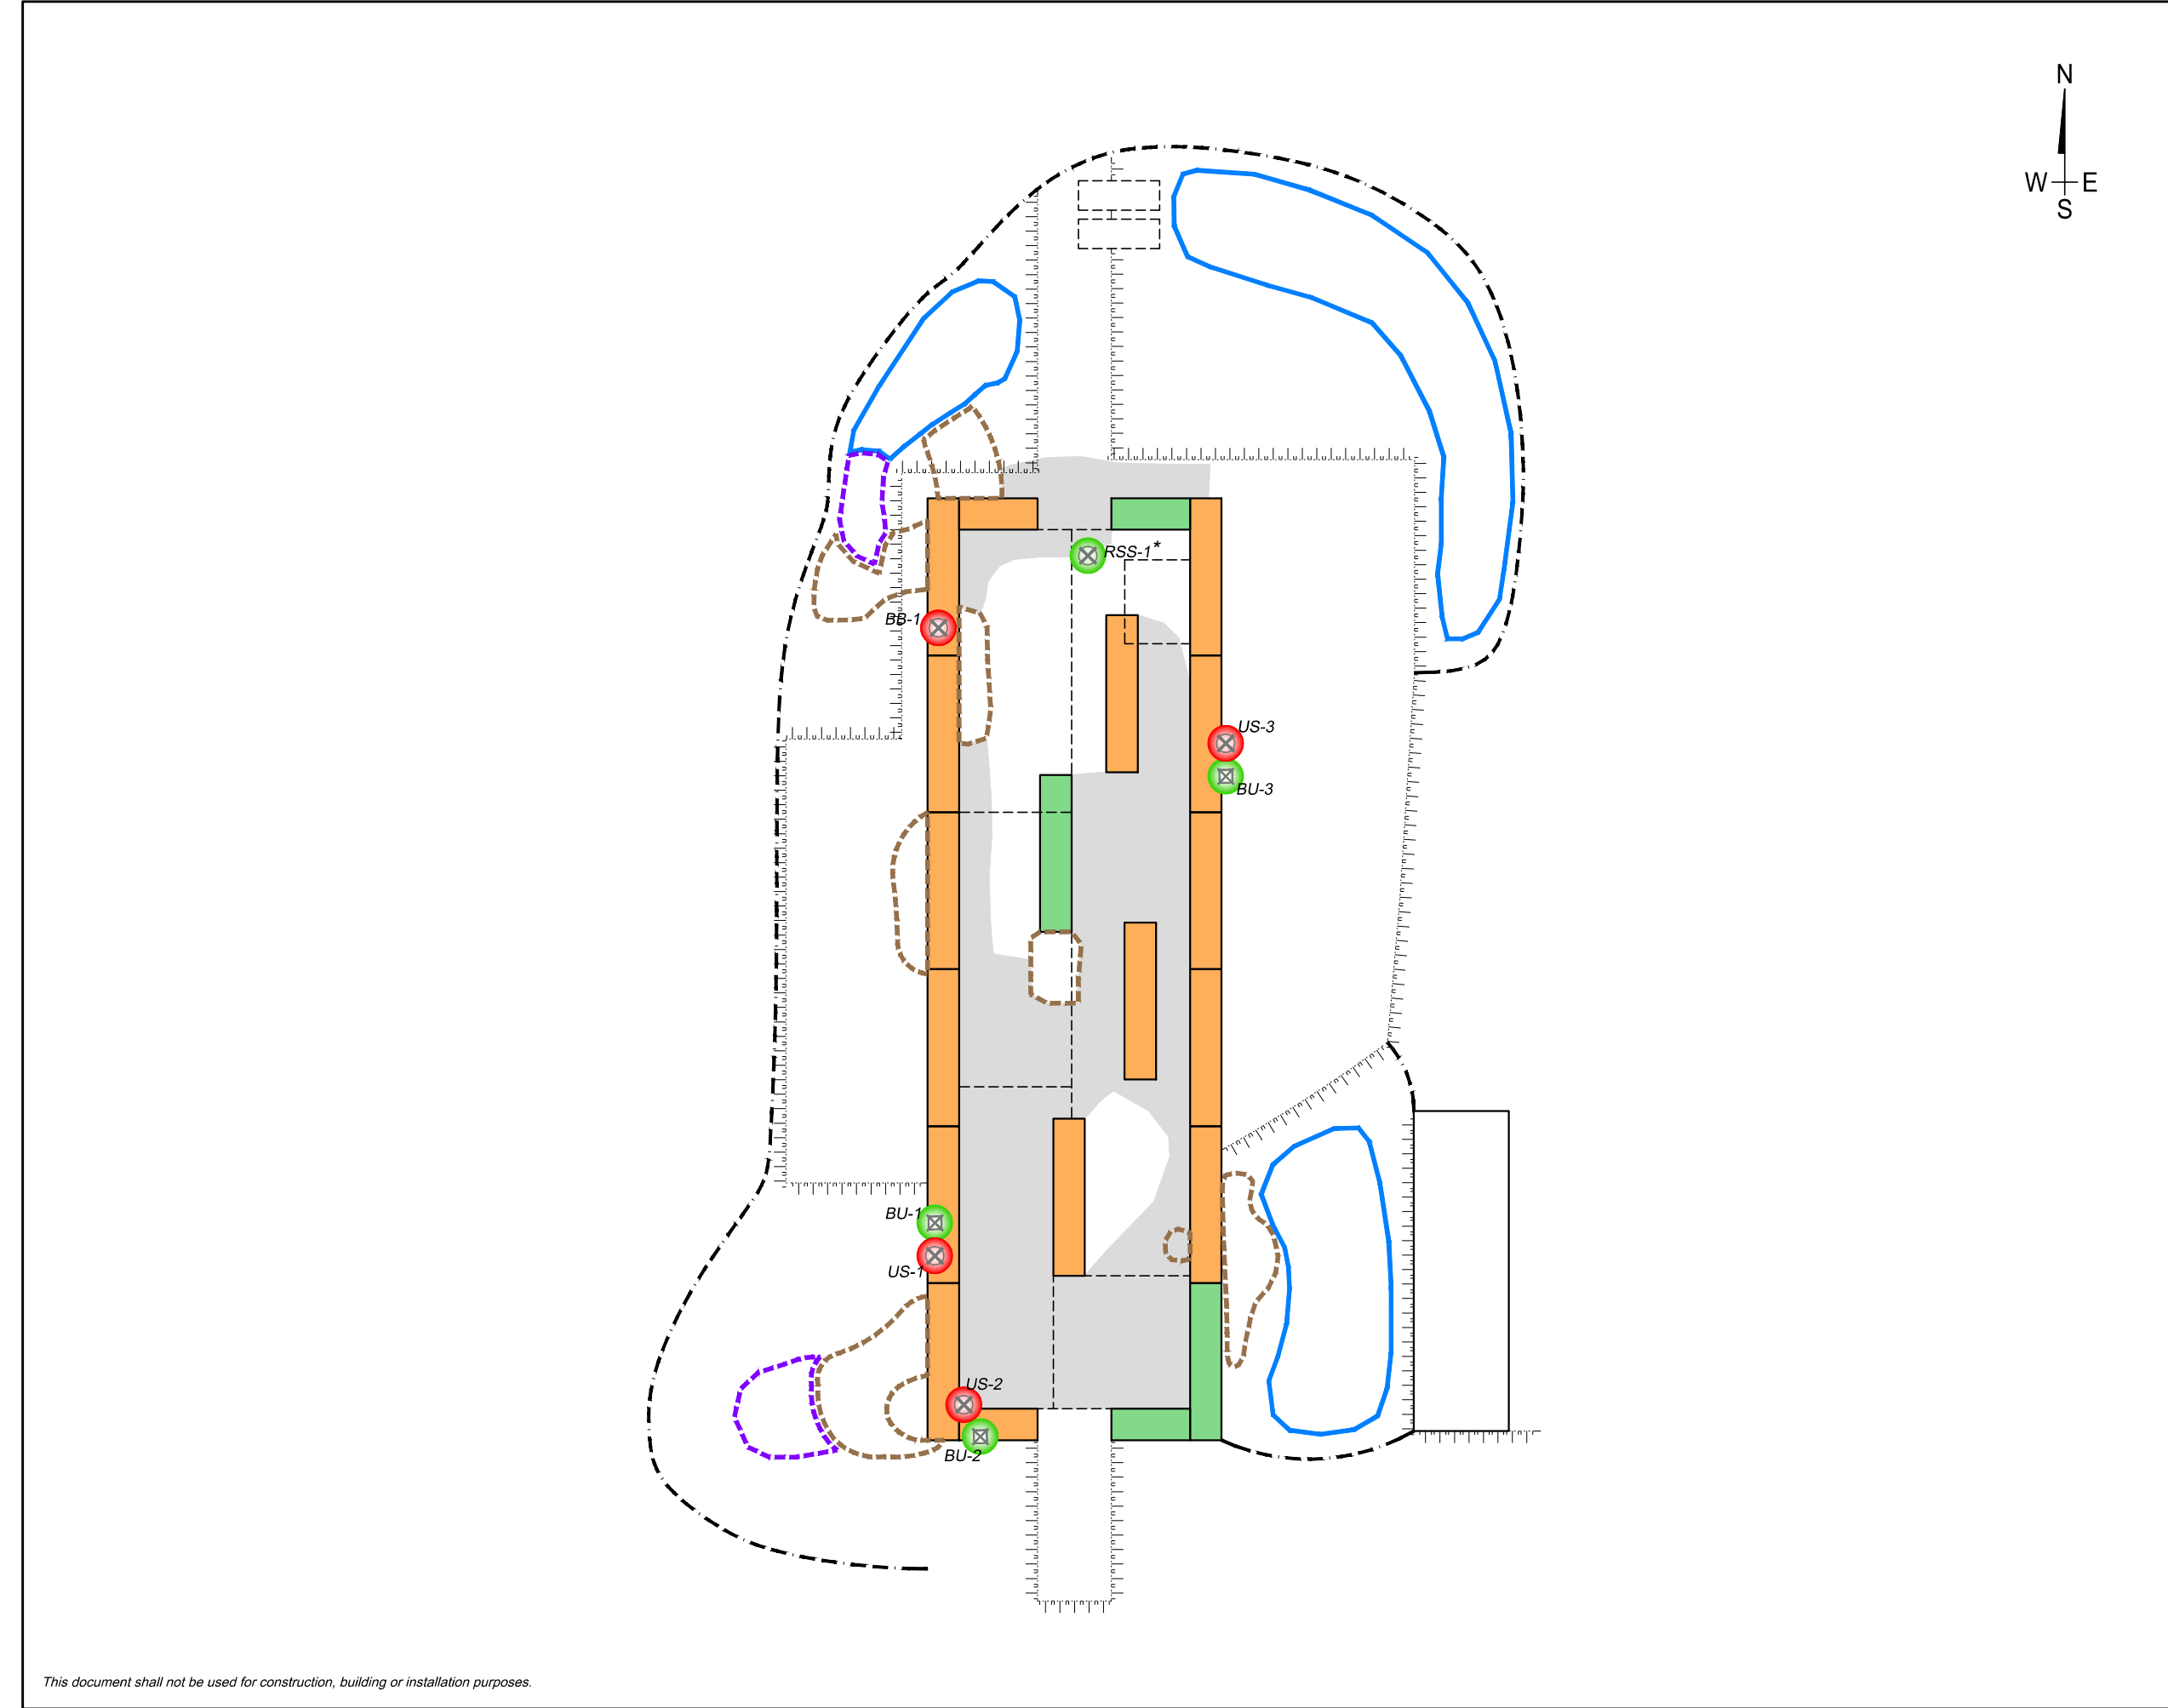 N
W E
S
RSS-1*
BB-1
US-3
BU-3
BU-1
US-1
US-2
BU-2
This document shall not be used for construction, building or installation purposes.